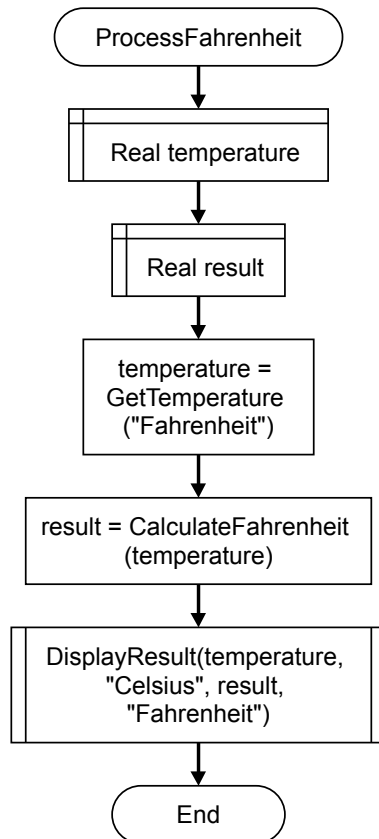 ProcessFahrenheit
Real temperature
Real result
temperature =
GetTemperature
("Fahrenheit")
result = CalculateFahrenheit
(temperature)
DisplayResult(temperature,
"Celsius", result,
"Fahrenheit")
End